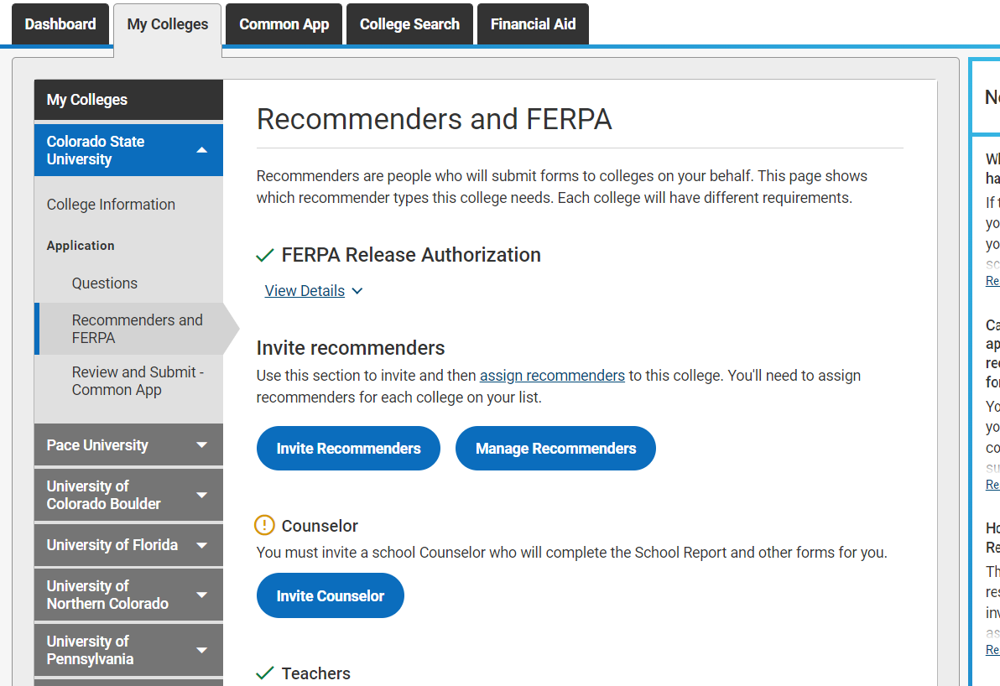 Dashboard
My Colleges
Common App
College Search
Financial Aid
My Colleges
Colorado State
University
College Information
Application
Questions
Recommenders and
FERPA
Review and Submit -
Common App
Pace University
University of
Colorado Boulder
University of Florida
University of
Northern Colorado
University of
Pennsylvania
Recommenders and FERPA
Recommenders are people who will submit forms to colleges on your behalf. This page shows
which recommender types this college needs. Each college will have different requirements.
FERPA Release Authorization
View Details
Invite recommenders
Use this section to invite and then assign recommenders to this college. You'll need to assign
recommenders for each college on your list.
Invite Recommenders
Manage Recommenders
Counselor
You must invite a school Counselor who will complete the School Report and other forms for you.
Invite Counselor
Teachers
If